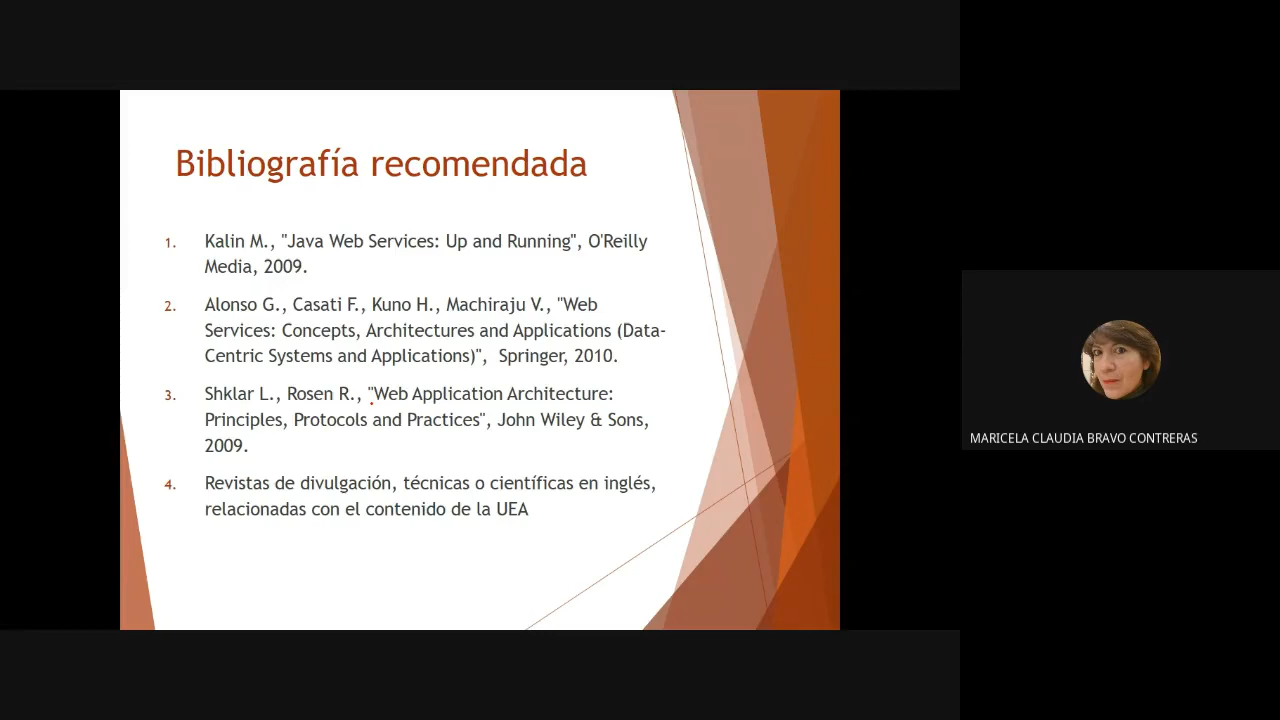 Bibliografía recomendada
1. Kalin M., "Java Web Services: Up and Running", O'Reilly
Media, 2009.
2. Alonso G., Casati F., Kuno H., Machiraju V., "Web
Services: Concepts, Architectures and Applications (Data-
Centric Systems and Applications)", Springer, 2010.
3. Shklar L., Rosen R., "Web Application Architecture:
Principles, Protocols and Practices", John Wiley & Sons,
2009.
4. Revistas de divulgación, técnicas o científicas en inglés,
relacionadas con el contenido de la UEA
MARICELA CLAUDIA BRAVO CONTRERAS